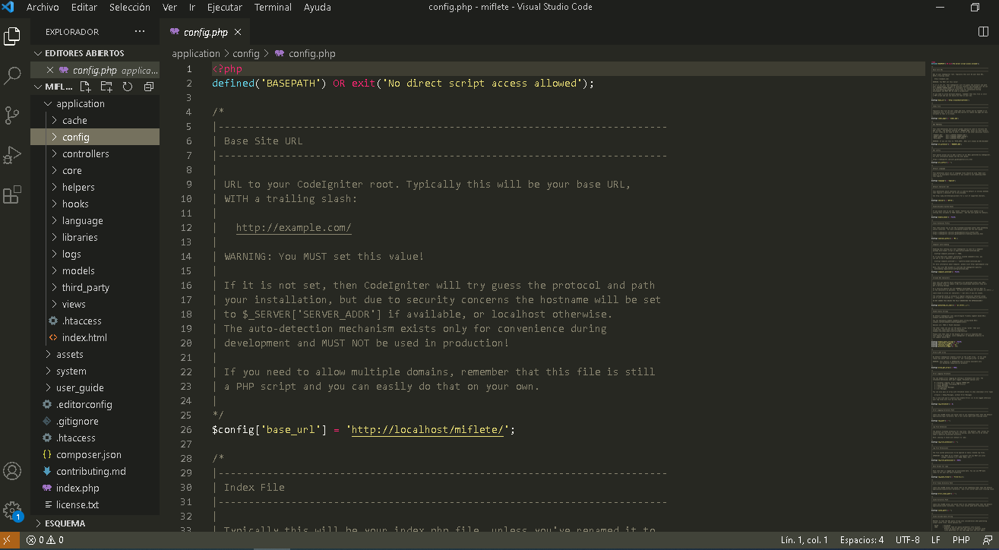 Archivo Editar Selección Ver Ir Ejecutar Terminal Ayuda config.php - miflete - Visual Studio Code
EXPLORADOR ...
EDITORES ABIERTOS
config.php applica...
MIFL...
application
cache
config
controllers
core
helpers
hooks
language
libraries
logs
models
third_party
views
.htaccess
index.html
assets
system
user_guide
.editorconfig
.gitignore
.htaccess
composer.json
contributing.md
index.php
license.txt
ESQUEMA
config.php
application > config > config.php
1 <?php
2 defined('BASEPATH') OR exit('No direct script access allowed');
3
4 /*
5 |--------------------------------------------------------------------------
6 | Base Site URL
7 |--------------------------------------------------------------------------
8 |
9 | URL to your CodeIgniter root. Typically this will be your base URL,
10 | WITH a trailing slash:
11 |
12 | http://example.com/
13 |
14 | WARNING: You MUST set this value!
15 |
16 | If it is not set, then CodeIgniter will try guess the protocol and path
17 | your installation, but due to security concerns the hostname will be set
18 | to $_SERVER['SERVER_ADDR'] if available, or localhost otherwise.
19 | The auto-detection mechanism exists only for convenience during
20 | development and MUST NOT be used in production!
21 |
22 | If you need to allow multiple domains, remember that this file is still
23 | a PHP script and you can easily do that on your own.
24 |
25 */
26 $config['base_url'] = 'http://localhost/miflete/';
27
28 /*
29 |--------------------------------------------------------------------------
30 | Index File
31 |--------------------------------------------------------------------------
32 |
33 | Typically this will be your index.php file, unless you've renamed it to
1
0 0
Lín. 1, col. 1 Espacios: 4 UTF-8 LF PHP